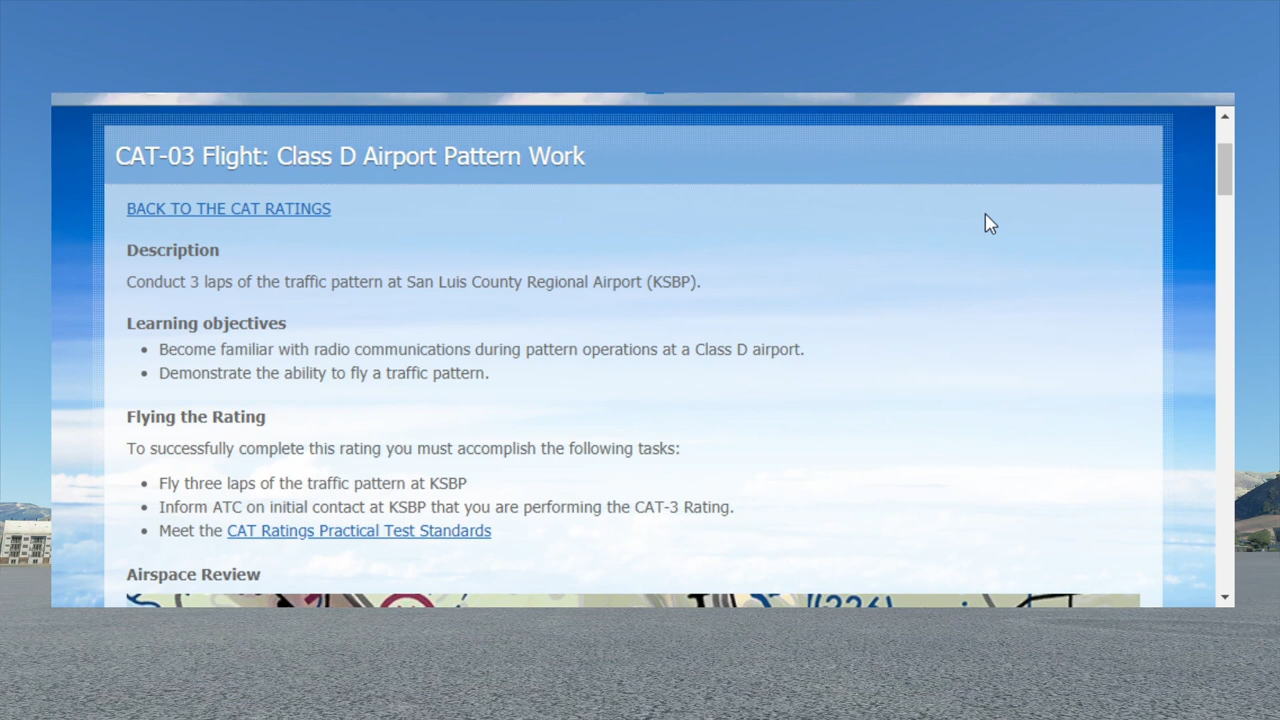 CAT-03 Flight: Class D Airport Pattern Work
BACK TO THE CAT RATINGS
Description
Conduct 3 laps of the traffic pattern at San Luis County Regional Airport (KSBP).
Learning objectives
Become familiar with radio communications during pattern operations at a Class D airport.
Demonstrate the ability to fly a traffic pattern.
Flying the Rating
To successfully complete this rating you must accomplish the following tasks:
Fly three laps of the traffic pattern at KSBP
Inform ATC on initial contact at KSBP that you are performing the CAT-3 Rating.
Meet the CAT Ratings Practical Test Standards
Airspace Review